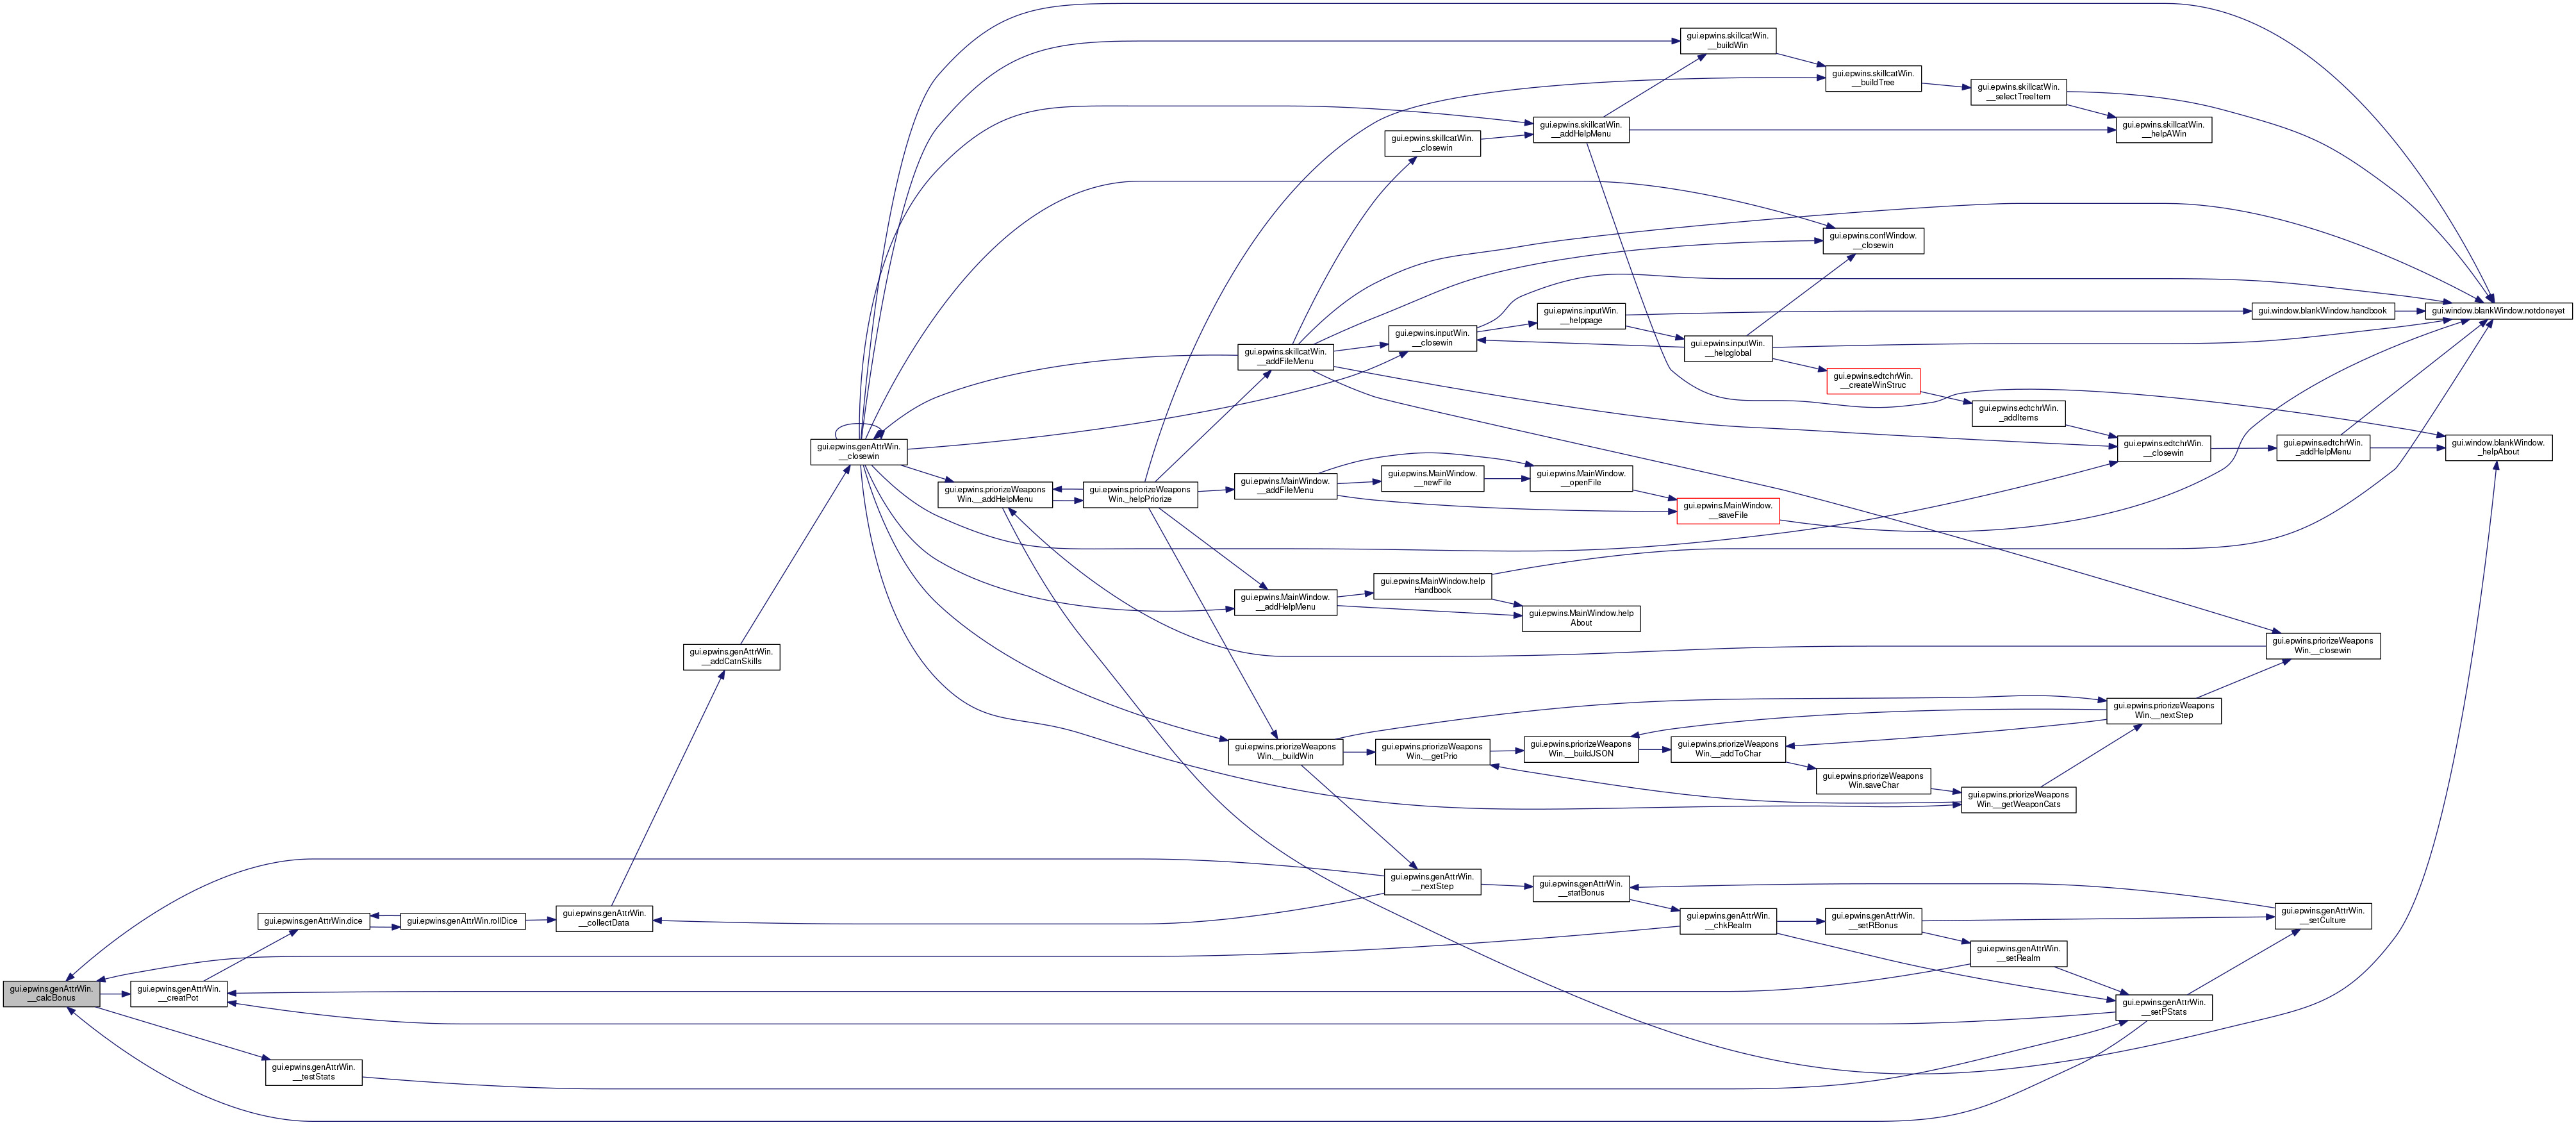 gui.epwins.skillcatWin.
__buildWin
gui.epwins.skillcatWin.
__buildTree
gui.epwins.skillcatWin.
__selectTreeItem
gui.epwins.skillcatWin.
__addHelpMenu
gui.epwins.skillcatWin.
__helpAWin
gui.epwins.skillcatWin.
__closewin
gui.epwins.confWindow.
__closewin
gui.epwins.inputWin.
__helppage
gui.window.blankWindow.handbook
gui.window.blankWindow.notdoneyet
gui.epwins.inputWin.
__closewin
gui.epwins.inputWin.
__helpglobal
gui.epwins.skillcatWin.
__addFileMenu
gui.epwins.edtchrWin.
__createWinStruc
gui.epwins.edtchrWin.
_addItems
gui.epwins.genAttrWin.
__closewin
gui.epwins.edtchrWin.
__closewin
gui.epwins.edtchrWin.
_addHelpMenu
gui.window.blankWindow.
_helpAbout
gui.epwins.priorizeWeapons
Win.__addHelpMenu
gui.epwins.priorizeWeapons
Win._helpPriorize
gui.epwins.MainWindow.
__addFileMenu
gui.epwins.MainWindow.
__newFile
gui.epwins.MainWindow.
__openFile
gui.epwins.MainWindow.
__saveFile
gui.epwins.MainWindow.help
Handbook
gui.epwins.MainWindow.
__addHelpMenu
gui.epwins.MainWindow.help
About
gui.epwins.genAttrWin.
__addCatnSkills
gui.epwins.priorizeWeapons
Win.__closewin
gui.epwins.priorizeWeapons
Win.__nextStep
gui.epwins.priorizeWeapons
Win.__buildWin
gui.epwins.priorizeWeapons
Win.__getPrio
gui.epwins.priorizeWeapons
Win.__buildJSON
gui.epwins.priorizeWeapons
Win.__addToChar
gui.epwins.priorizeWeapons
Win.saveChar
gui.epwins.priorizeWeapons
Win.__getWeaponCats
gui.epwins.genAttrWin.
__nextStep
gui.epwins.genAttrWin.
__statBonus
gui.epwins.genAttrWin.dice
gui.epwins.genAttrWin.rollDice
gui.epwins.genAttrWin.
__collectData
gui.epwins.genAttrWin.
__chkRealm
gui.epwins.genAttrWin.
__setRBonus
gui.epwins.genAttrWin.
__setCulture
gui.epwins.genAttrWin.
__setRealm
gui.epwins.genAttrWin.
__calcBonus
gui.epwins.genAttrWin.
__creatPot
gui.epwins.genAttrWin.
__setPStats
gui.epwins.genAttrWin.
__testStats